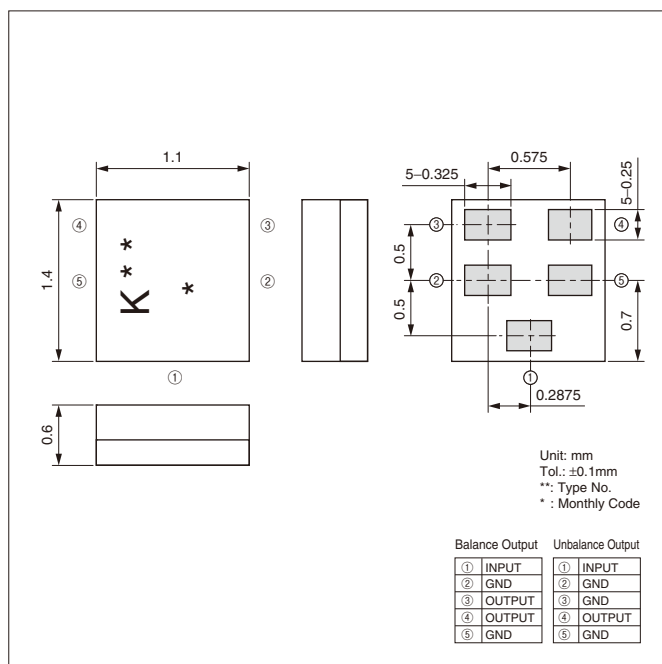 1.1
0.575
5–0.325
5–0.25
④
③
③
④
K**
*
1.4
0.5
⑤
②
②
⑤
0.5
0.7
①
①
0.2875
0.6
Unit: mm
Tol.: ±0.1mm
**: Type No.
* : Monthly Code
Balance Output
① INPUT
② GND
③ OUTPUT
④ OUTPUT
⑤ GND
Unbalance Output
① INPUT
② GND
③ GND
④ OUTPUT
⑤ GND